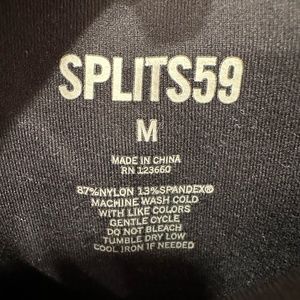 SPLITS59
M
MADE IN CHINA
RN 123660
87%NYLON 13%SPANDEX®
MACHINE WASH COLD
WITH LIKE COLORS
GENTLE CYCLE
DO NOT BLEACH
TUMBLE DRY LOW
COOL IRON IF NEEDED